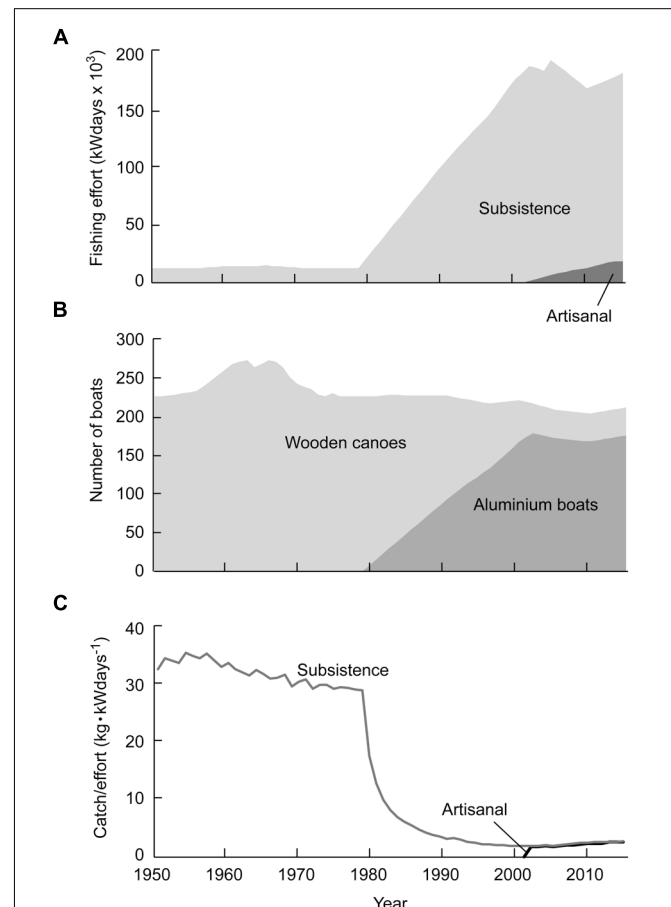 A
Fishing effort (kWdays x 10³)
200
150
100
50
0
Subsistence
Artisanal
B
Number of boats
300
250
200
150
100
50
0
Wooden canoes
Aluminium boats
C
Catch/effort (kg•kWdays⁻¹)
40
30
20
10
0
Subsistence
Artisanal
1950 1960 1970 1980 1990 2000 2010
Year